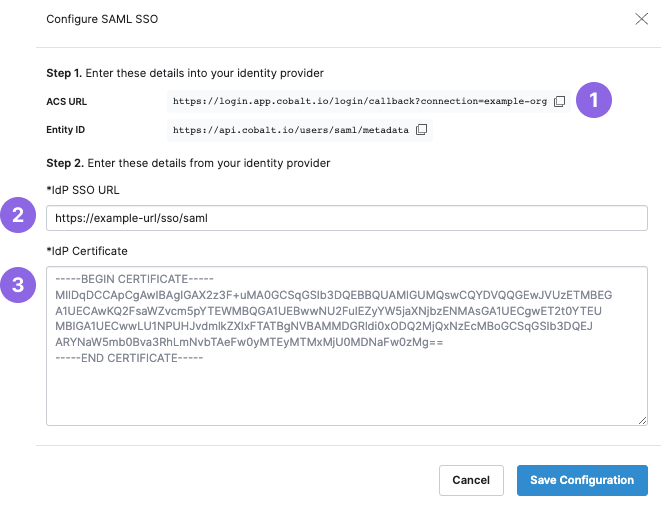 Configure SAML SSO
Step 1. Enter these details into your identity provider
ACS URL https://login.app.cobalt.io/login/callback?connection=example-org 1
Entity ID https://api.cobalt.io/users/saml/metadata
Step 2. Enter these details from your identity provider
*IdP SSO URL
2 https://example-url/sso/saml
*IdP Certificate
3 -----BEGIN CERTIFICATE-----
MIIDqDCCApCgAwIBAgIGAX2z3F+uMA0GCSqGSIb3DQEBBQUAMIGUMQswCQYDVQQGEwJVUzETMBEG
A1UECAwKQ2FsaWZvcm5pYTEWMBQGA1UEBwwNU2FuIEZyYW5jaXNjbzENMAsGA1UECgwET2t0YTEU
MBIGA1UECwwLU1NPUHJvdmlkZXIxFTATBgNVBAMMDGRldi0xODQ2MjQxNzEcMBoGCSqGSIb3DQEJ
ARYNaW5mb0Bva3RhLmNvbTAeFw0yMTEyMTMxMjU0MDNaFw0zMg==
-----END CERTIFICATE-----
Cancel Save Configuration